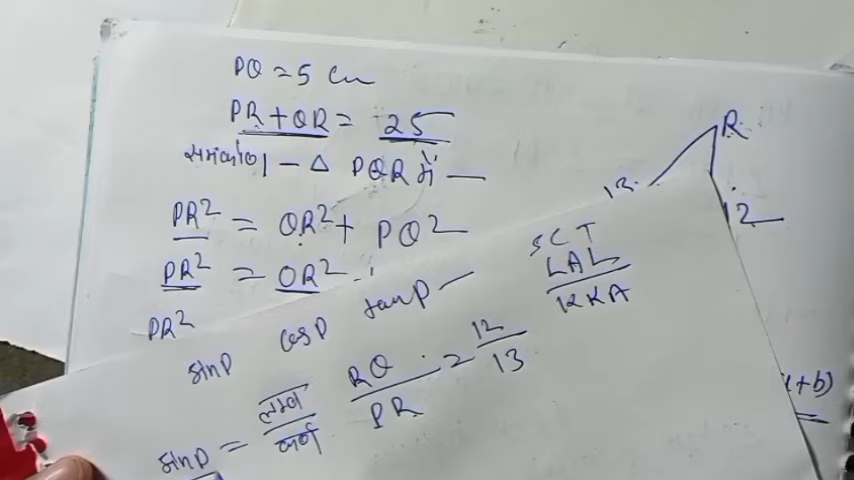 PQ = 5 cm
PR + QR = 25
समकोण - Δ PQR में —
PR² = QR² + PQ²
PR² = QR²
PR²
R
13
12
sinP cosP tanP —
S C T
LAL
KKA
sinP = लम्ब/कर्ण RQ/PR = 12/13
+b)